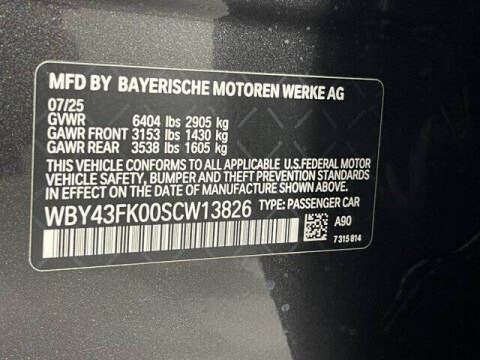 MFD BY BAYERISCHE MOTOREN WERKE AG
07/25
GVWR 6404 lbs 2905 kg
GAWR FRONT 3153 lbs 1430 kg
GAWR REAR 3538 lbs 1605 kg
THIS VEHICLE CONFORMS TO ALL APPLICABLE U.S.FEDERAL MOTOR
VEHICLE SAFETY, BUMPER AND THEFT PREVENTION STANDARDS
IN EFFECT ON THE DATE OF MANUFACTURE SHOWN ABOVE.
WBY43FK00SCW13826 TYPE: PASSENGER CAR
A90
7 315 814